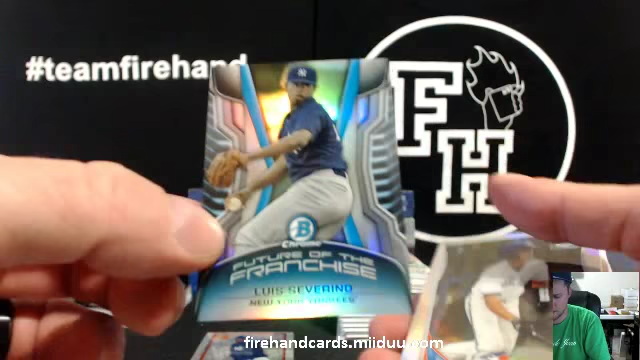 #teamfirehand
FH
B
Chrome
FUTURE OF THE
FRANCHISE
LUIS SEVERINO
NEW YORK YANKEES
firehandcards.miiduu.com